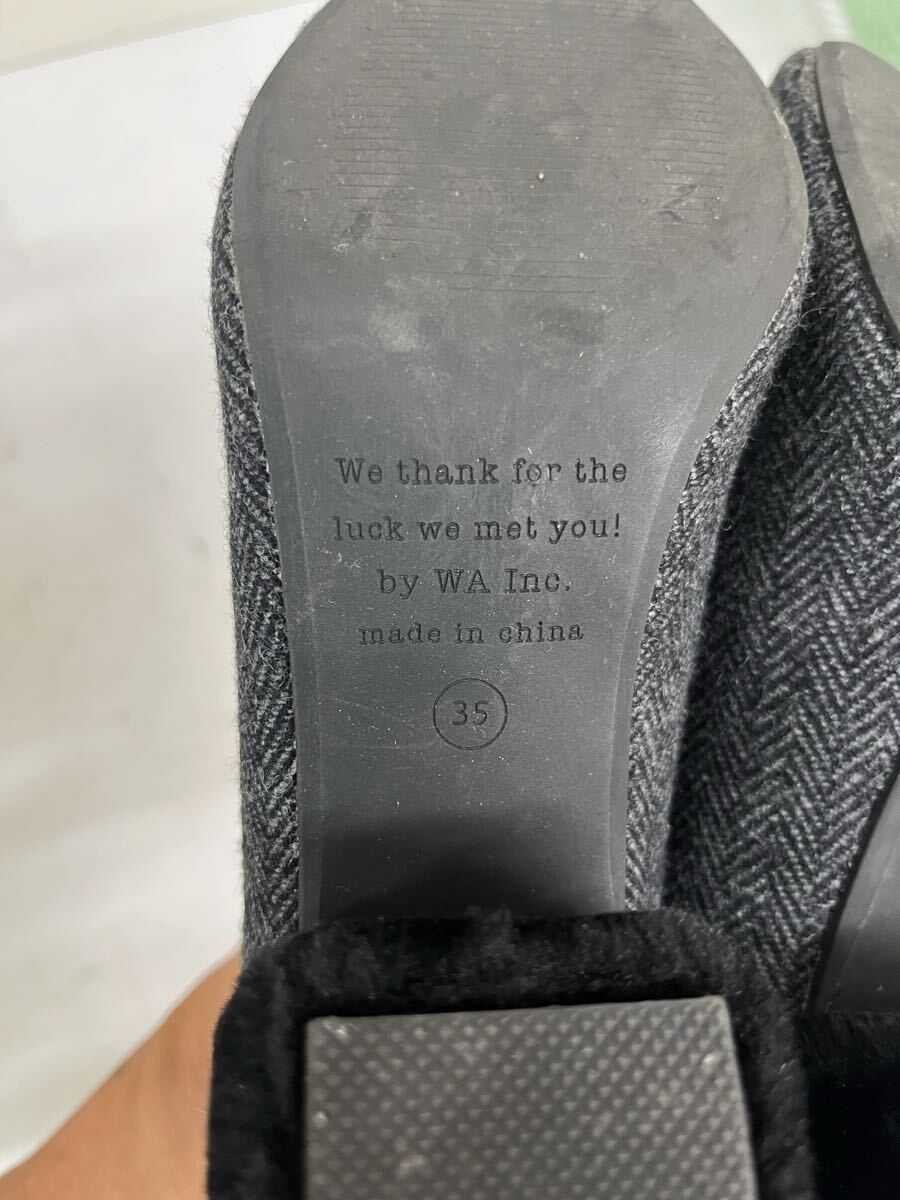 We thank for the
luck we met you!
by WA Inc.
made in china
35